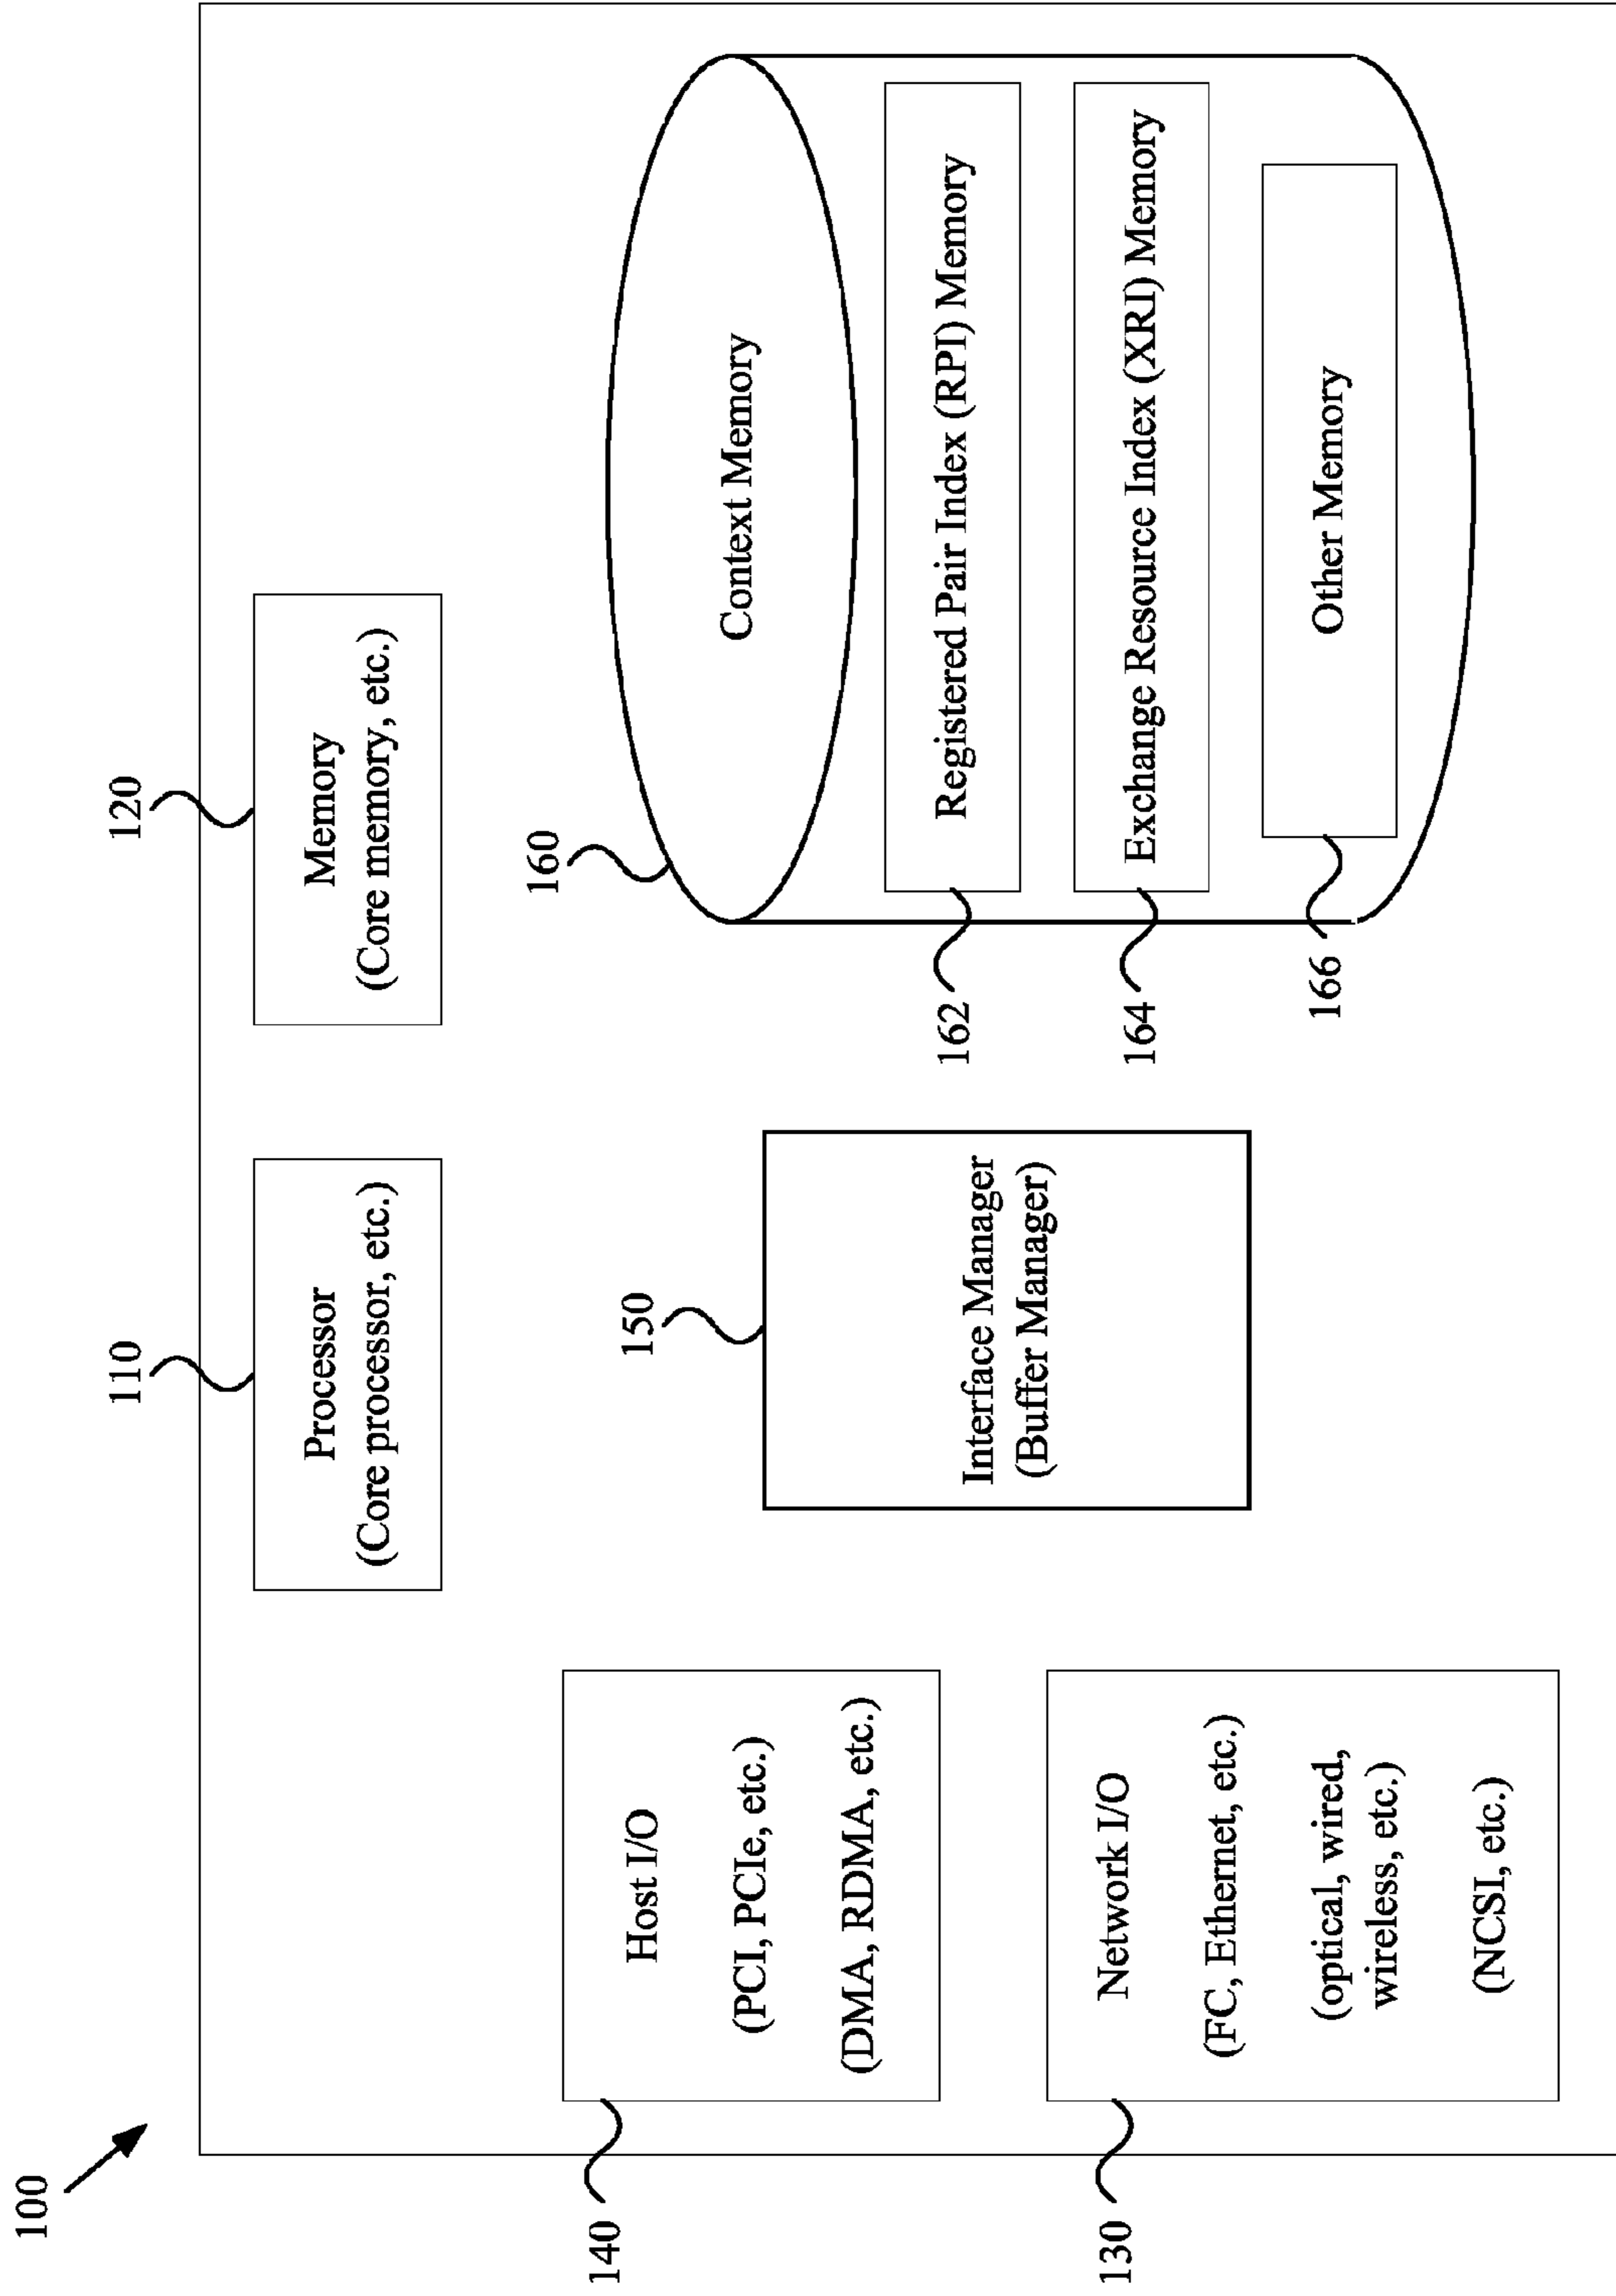 100
110
120
Processor
(Core processor, etc.)
Memory
(Core memory, etc.)
140
Host I/O
(PCI, PCIe, etc.)
(DMA, RDMA, etc.)
130
Network I/O
(FC, Ethernet, etc.)
(optical, wired,
wireless, etc.)
(NCSI, etc.)
150
Interface Manager
(Buffer Manager)
160
Context Memory
162
Registered Pair Index (RPI) Memory
164
Exchange Resource Index (XRI) Memory
166
Other Memory